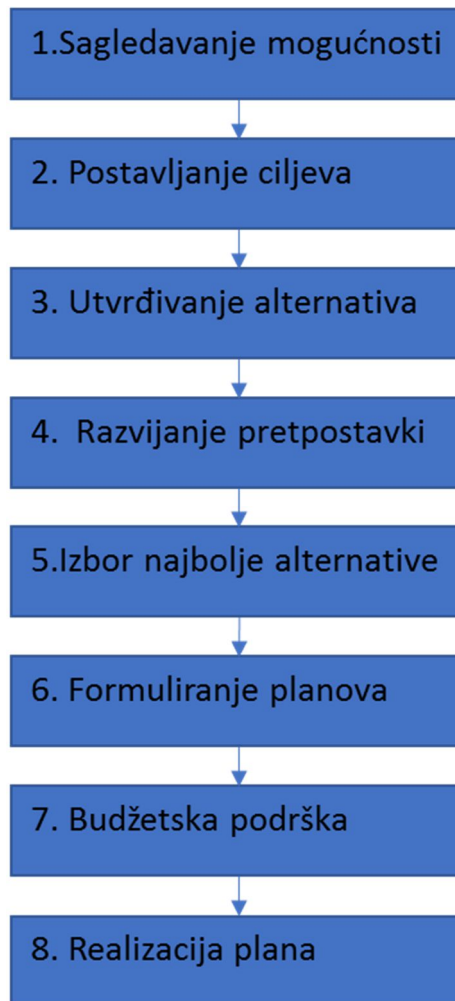 1.Sagledavanje mogućnosti
2. Postavljanje ciljeva
3. Utvrđivanje alternativa
4.  Razvijanje pretpostavki
5.Izbor najbolje alternative
6. Formuliranje planova
7. Budžetska podrška
8. Realizacija plana